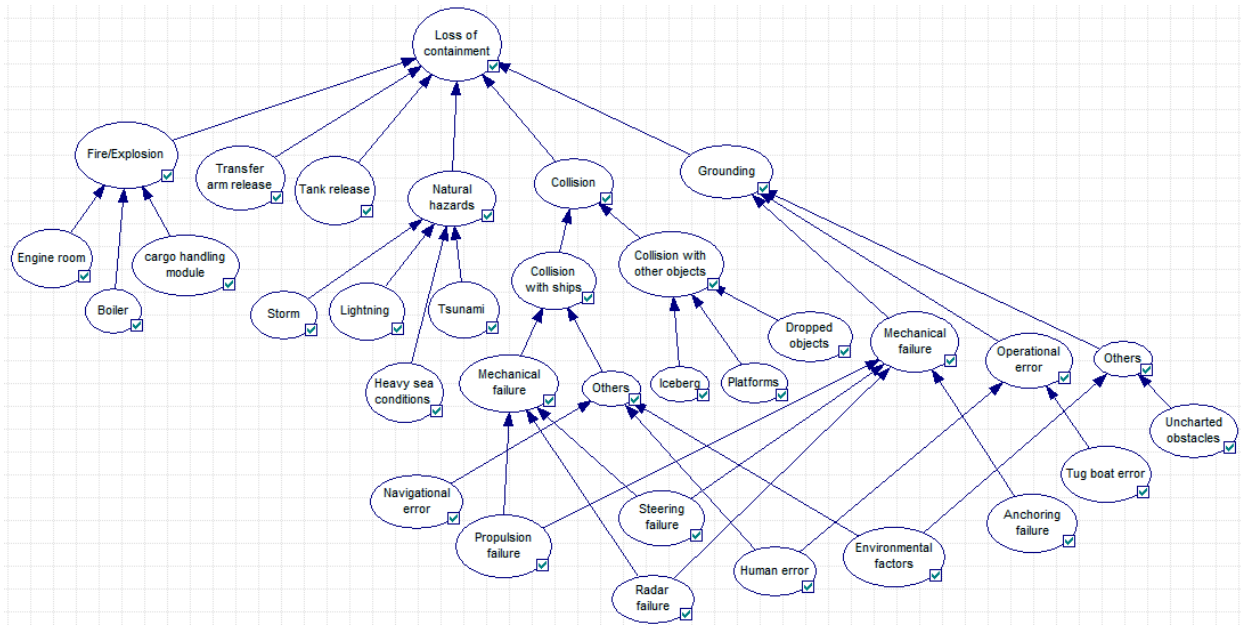 Loss of
containment
Fire/Explosion
Transfer
arm release
Tank release
Natural
hazards
Collision
Grounding
Engine room
Boiler
cargo handling
module
Storm
Lightning
Heavy sea
conditions
Tsunami
Collision
with ships
Collision with
other objects
Mechanical
failure
Others
Iceberg
Platforms
Dropped
objects
Mechanical
failure
Operational
error
Others
Uncharted
obstacles
Navigational
error
Propulsion
failure
Steering
failure
Radar
failure
Human error
Environmental
factors
Anchoring
failure
Tug boat error